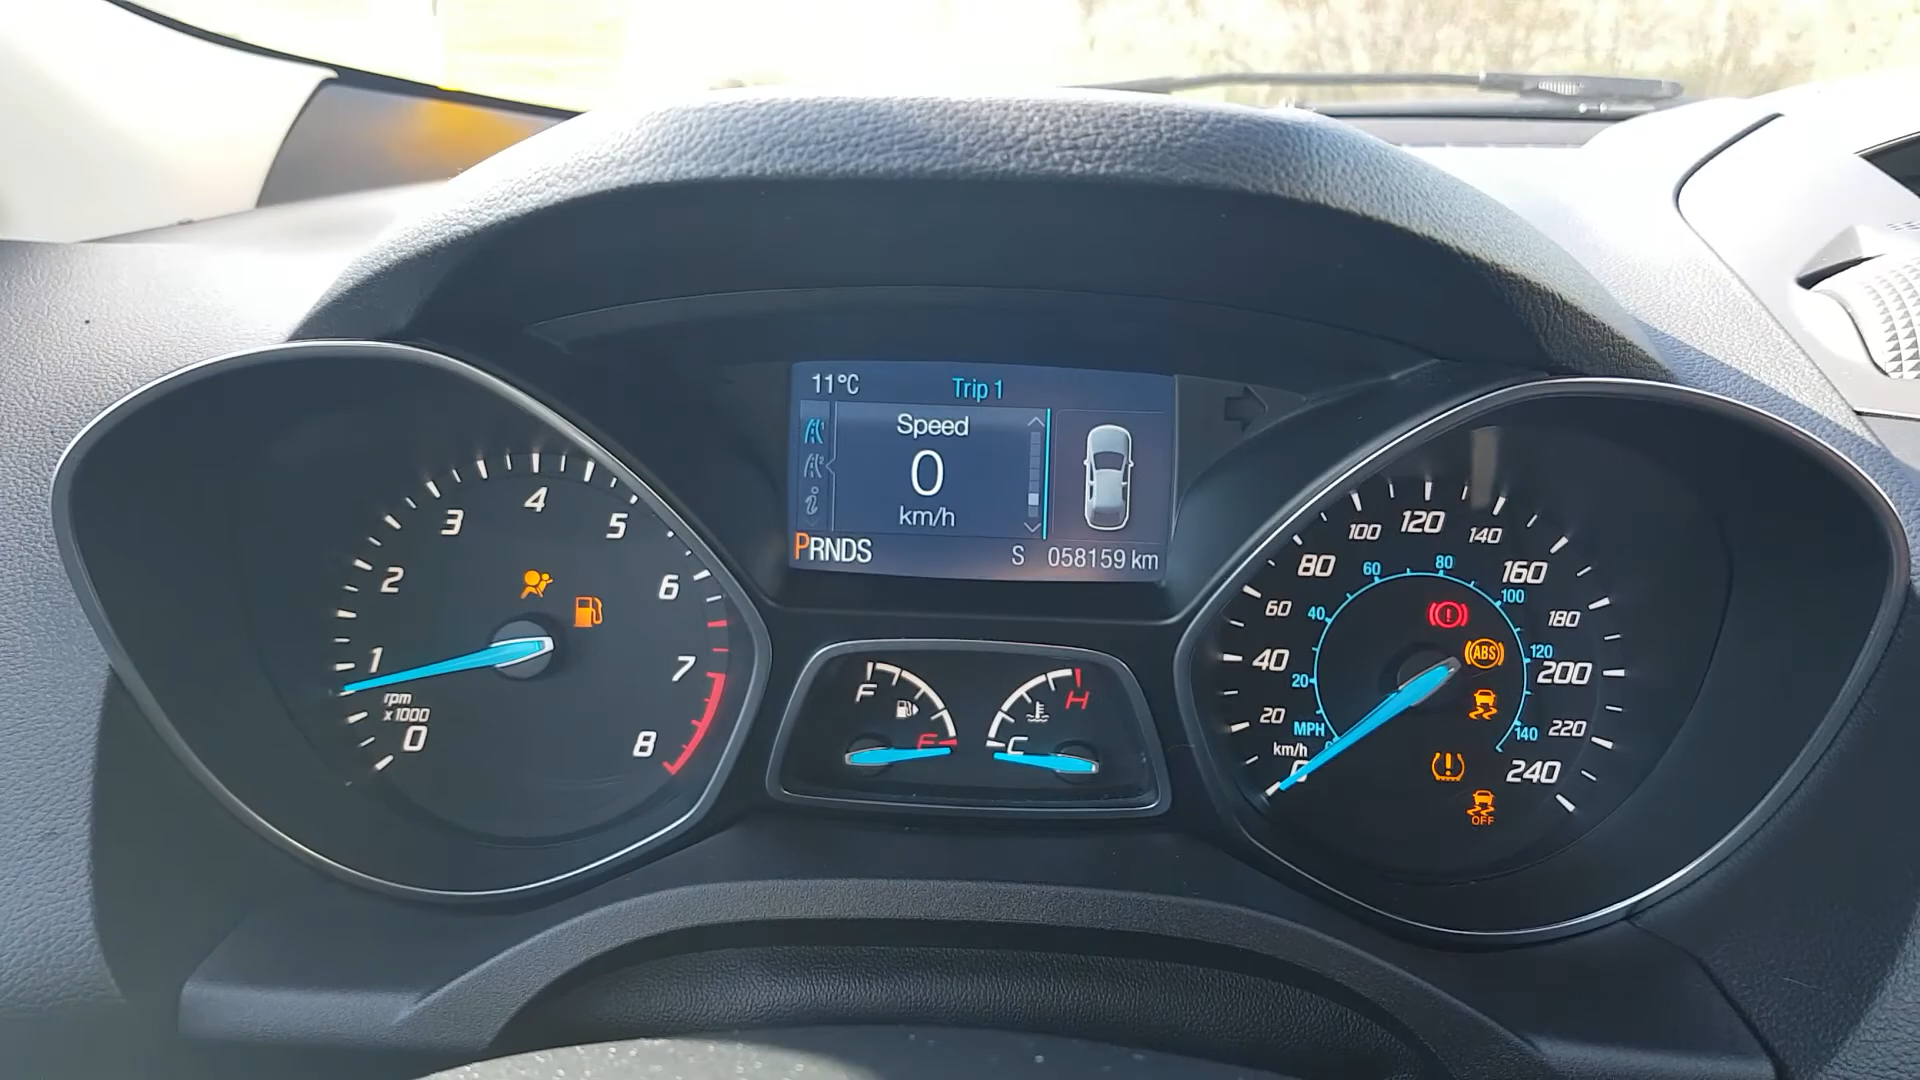 11°C Trip 1
Speed
0
km/h
PRNDS S 058159 km
0
1
2
3
4
5
6
7
8
rpm
x1000
F
E
H
C
0
20
40
60
80
100
120
140
160
180
200
220
240
20
40
60
80
100
120
140
MPH
km/h
ABS
OFF